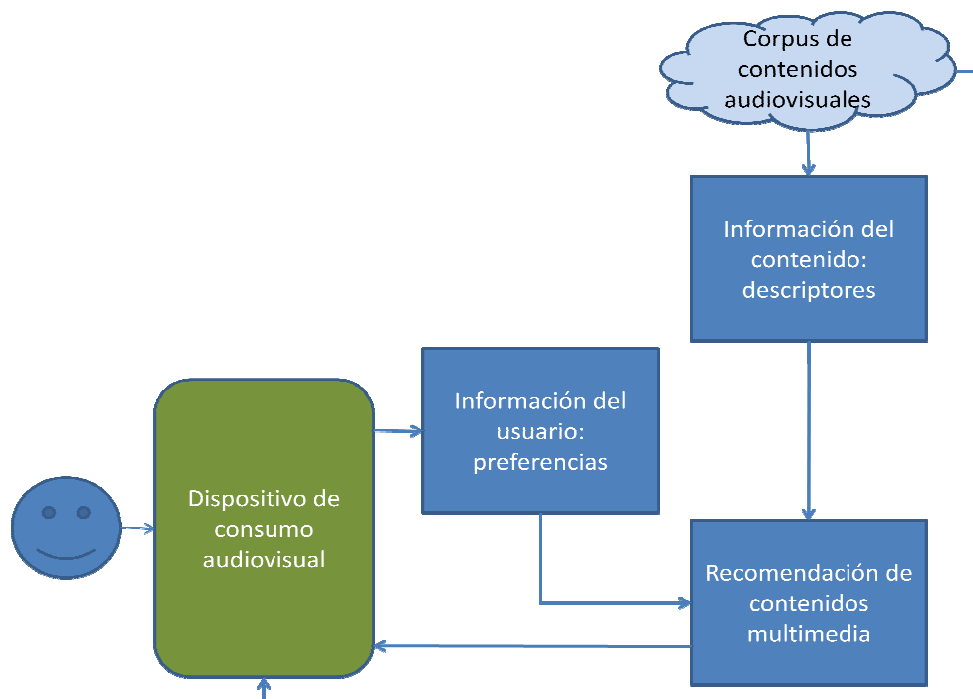 Corpus de
contenidos
audiovisuales
Información del
contenido:
descriptores
Información del
usuario:
preferencias
Dispositivo de
consumo
audiovisual
Recomendación de
contenidos
multimedia